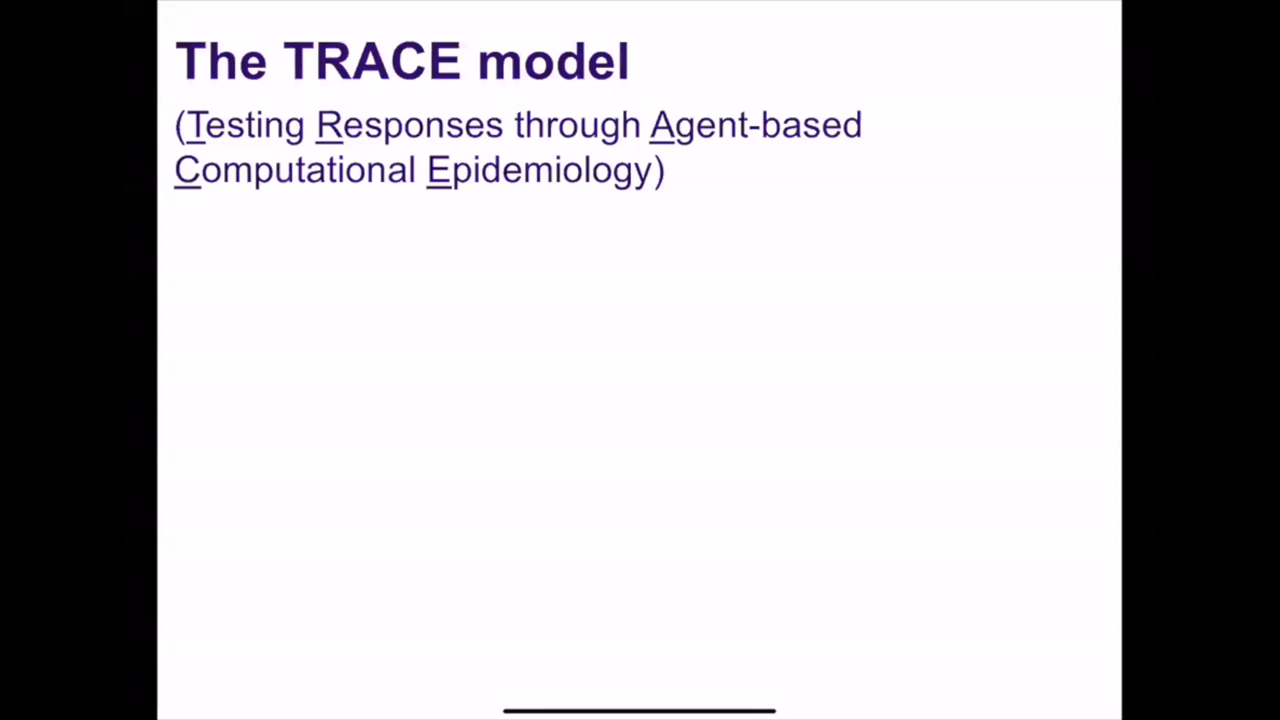 The TRACE model
(Testing Responses through Agent-based
Computational Epidemiology)